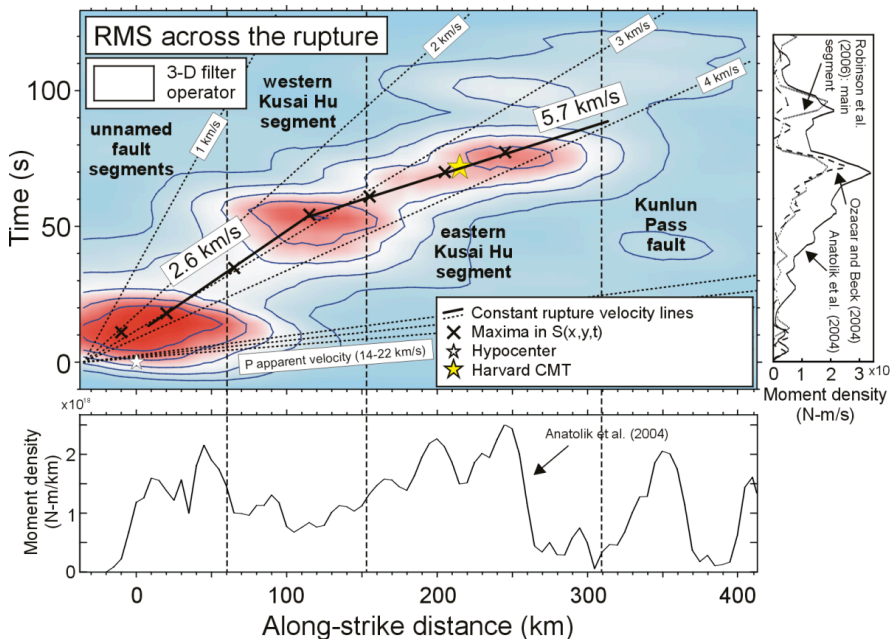 RMS across the rupture
3-D filter
operator
unnamed
fault
segments
western
Kusai Hu
segment
1 km/s
2 km/s
3 km/s
4 km/s
2.6 km/s
5.7 km/s
eastern
Kusai Hu
segment
Kunlun
Pass
fault
P apparent velocity (14-22 km/s)
Constant rupture velocity lines
Maxima in S(x,y,t)
Hypocenter
Harvard CMT
Time (s)
100
50
0
Robinson et al.
(2006): main
segment
Ozacar and Beck (2004)
Anatolik et al. (2004)
0 1 2 3 x10
Moment density
(N-m/s)
x10¹⁸
Moment density
(N-m/km)
2
1
0
Anatolik et al. (2004)
0 100 200 300 400
Along-strike distance (km)